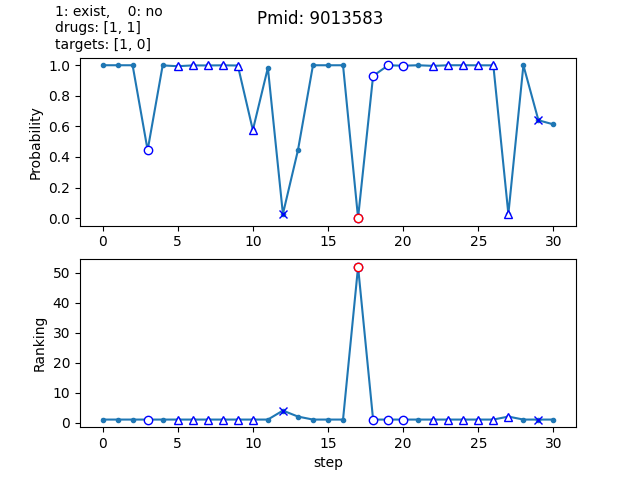 1: exist,    0: no
drugs: [1, 1]
targets: [1, 0]
Pmid: 9013583
Probability
1.0
0.8
0.6
0.4
0.2
0.0
0 5 10 15 20 25 30
Ranking
50
40
30
20
10
0
0 5 10 15 20 25 30
step